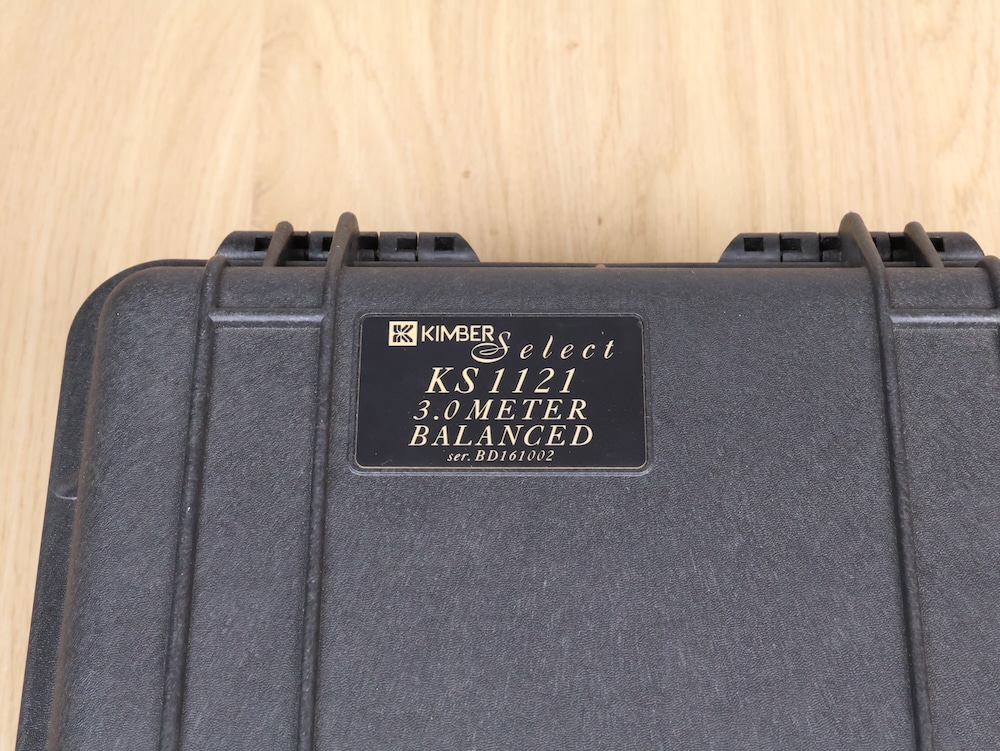 KIMBER Select
KS 1121
3.0 METER
BALANCED
ser. BD161002